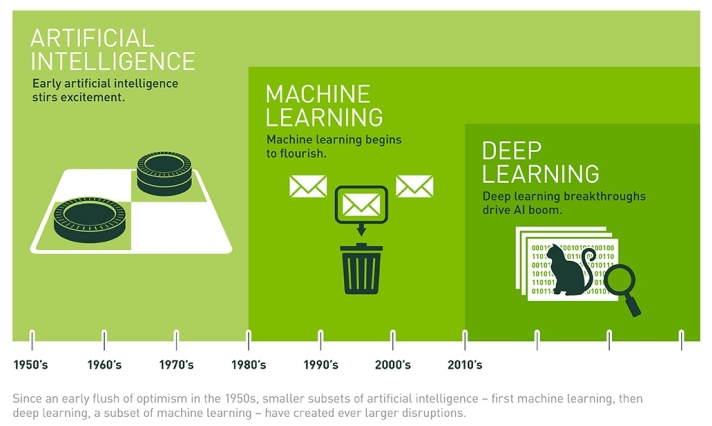 ARTIFICIAL
INTELLIGENCE
Early artificial intelligence
stirs excitement.
MACHINE
LEARNING
Machine learning begins
to flourish.
DEEP
LEARNING
Deep learning breakthroughs
drive AI boom.
1950's 1960's 1970's 1980's 1990's 2000's 2010's
Since an early flush of optimism in the 1950s, smaller subsets of artificial intelligence – first machine learning, then
deep learning, a subset of machine learning – have created ever larger disruptions.